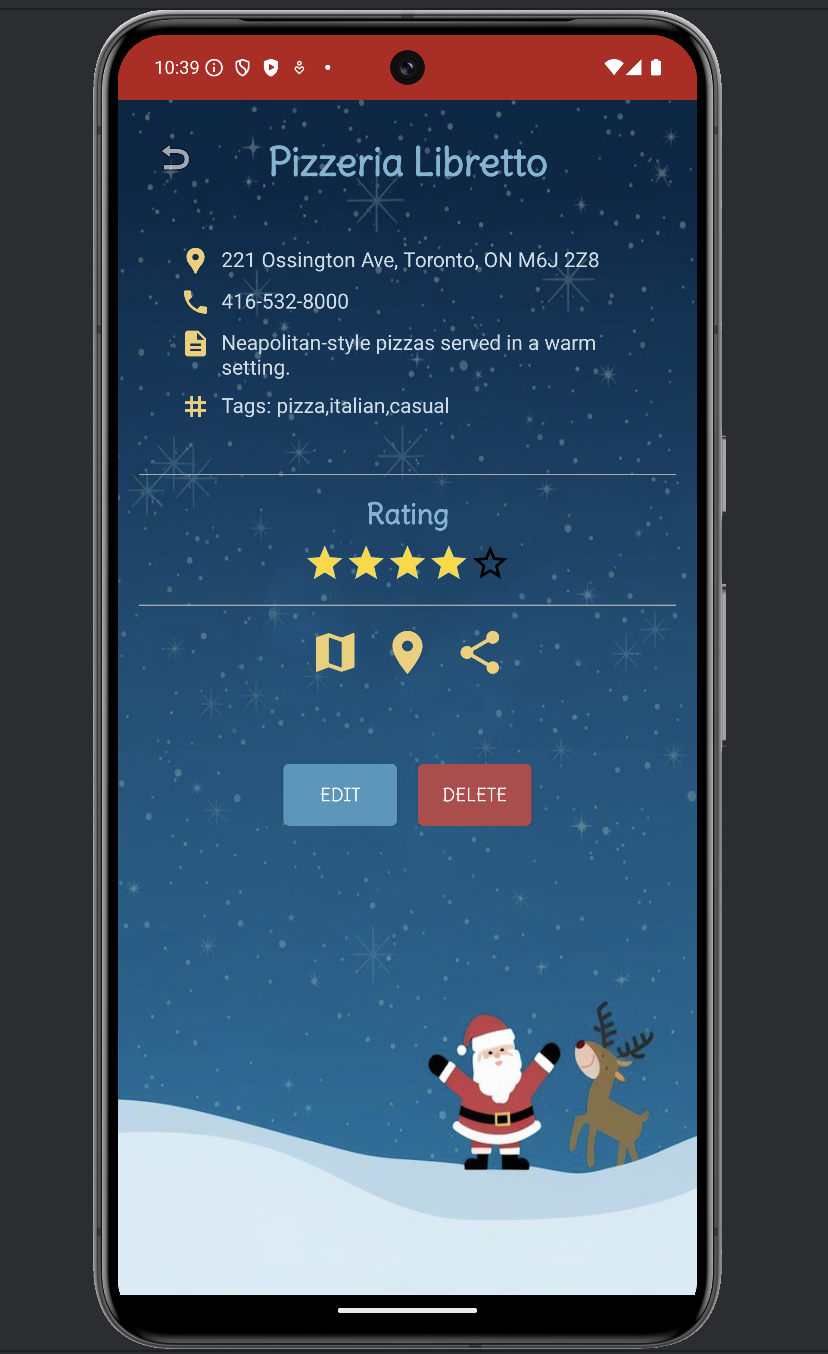 10:39
Pizzeria Libretto
221 Ossington Ave, Toronto, ON M6J 2Z8
416-532-8000
Neapolitan-style pizzas served in a warm
setting.
Tags: pizza,italian,casual
Rating
EDIT
DELETE